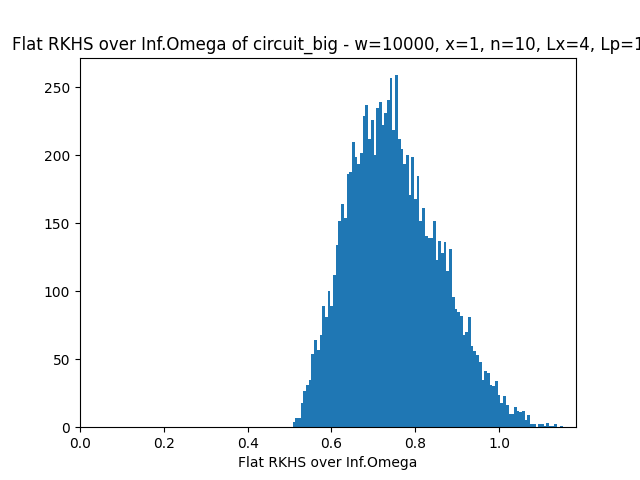 Flat RKHS over Inf.Omega of circuit_big - w=10000, x=1, n=10, Lx=4, Lp=1
250
200
150
100
50
0
0.0 0.2 0.4 0.6 0.8 1.0
Flat RKHS over Inf.Omega